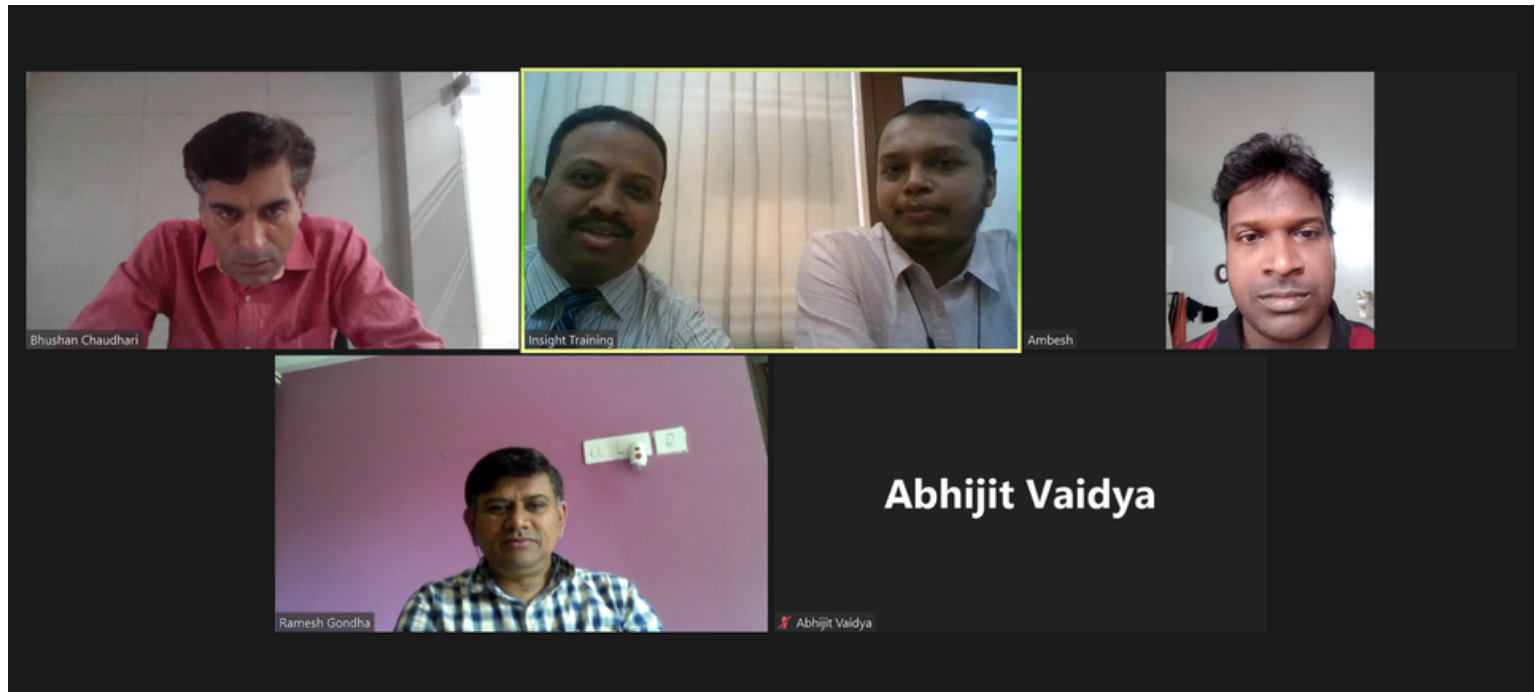 Bhushan Chaudhari
Insight Training
Ambesh
Ramesh Gondha
Abhijit Vaidya
Abhijit Vaidya